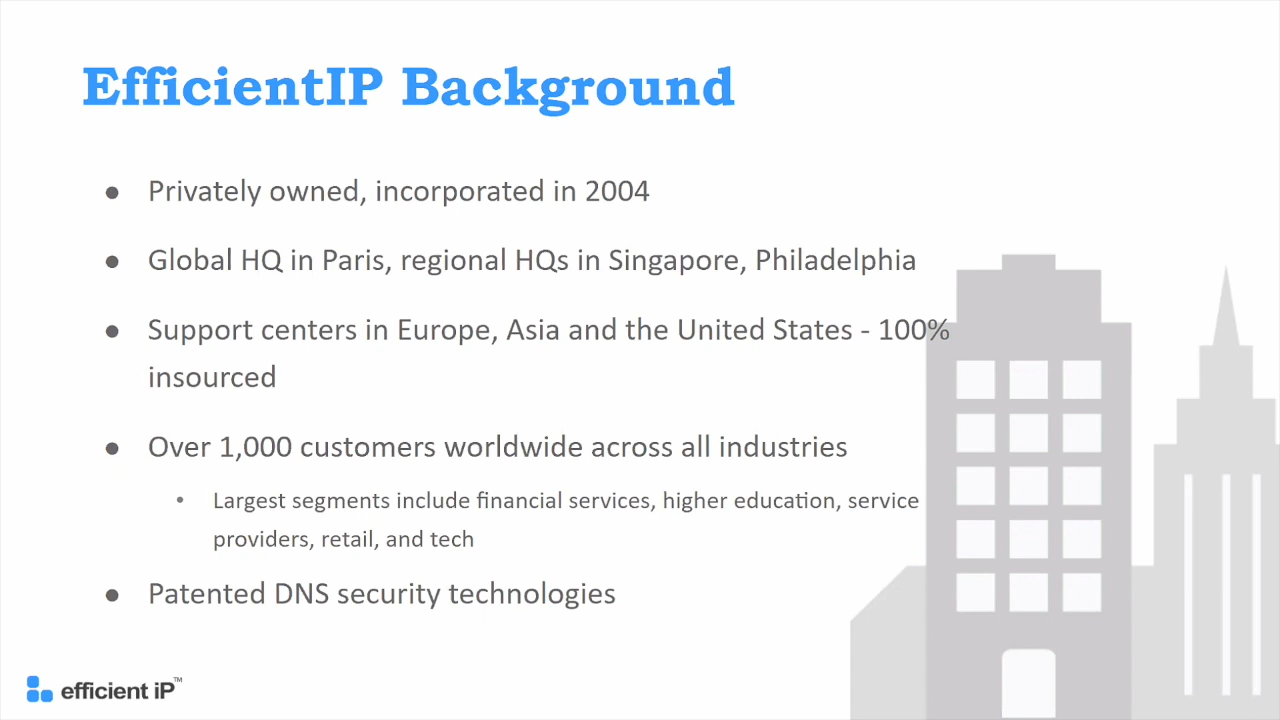 EfficientIP Background
● Privately owned, incorporated in 2004
● Global HQ in Paris, regional HQs in Singapore, Philadelphia
● Support centers in Europe, Asia and the United States - 100%
insourced
● Over 1,000 customers worldwide across all industries
• Largest segments include financial services, higher education, service
providers, retail, and tech
● Patented DNS security technologies
efficient iP™